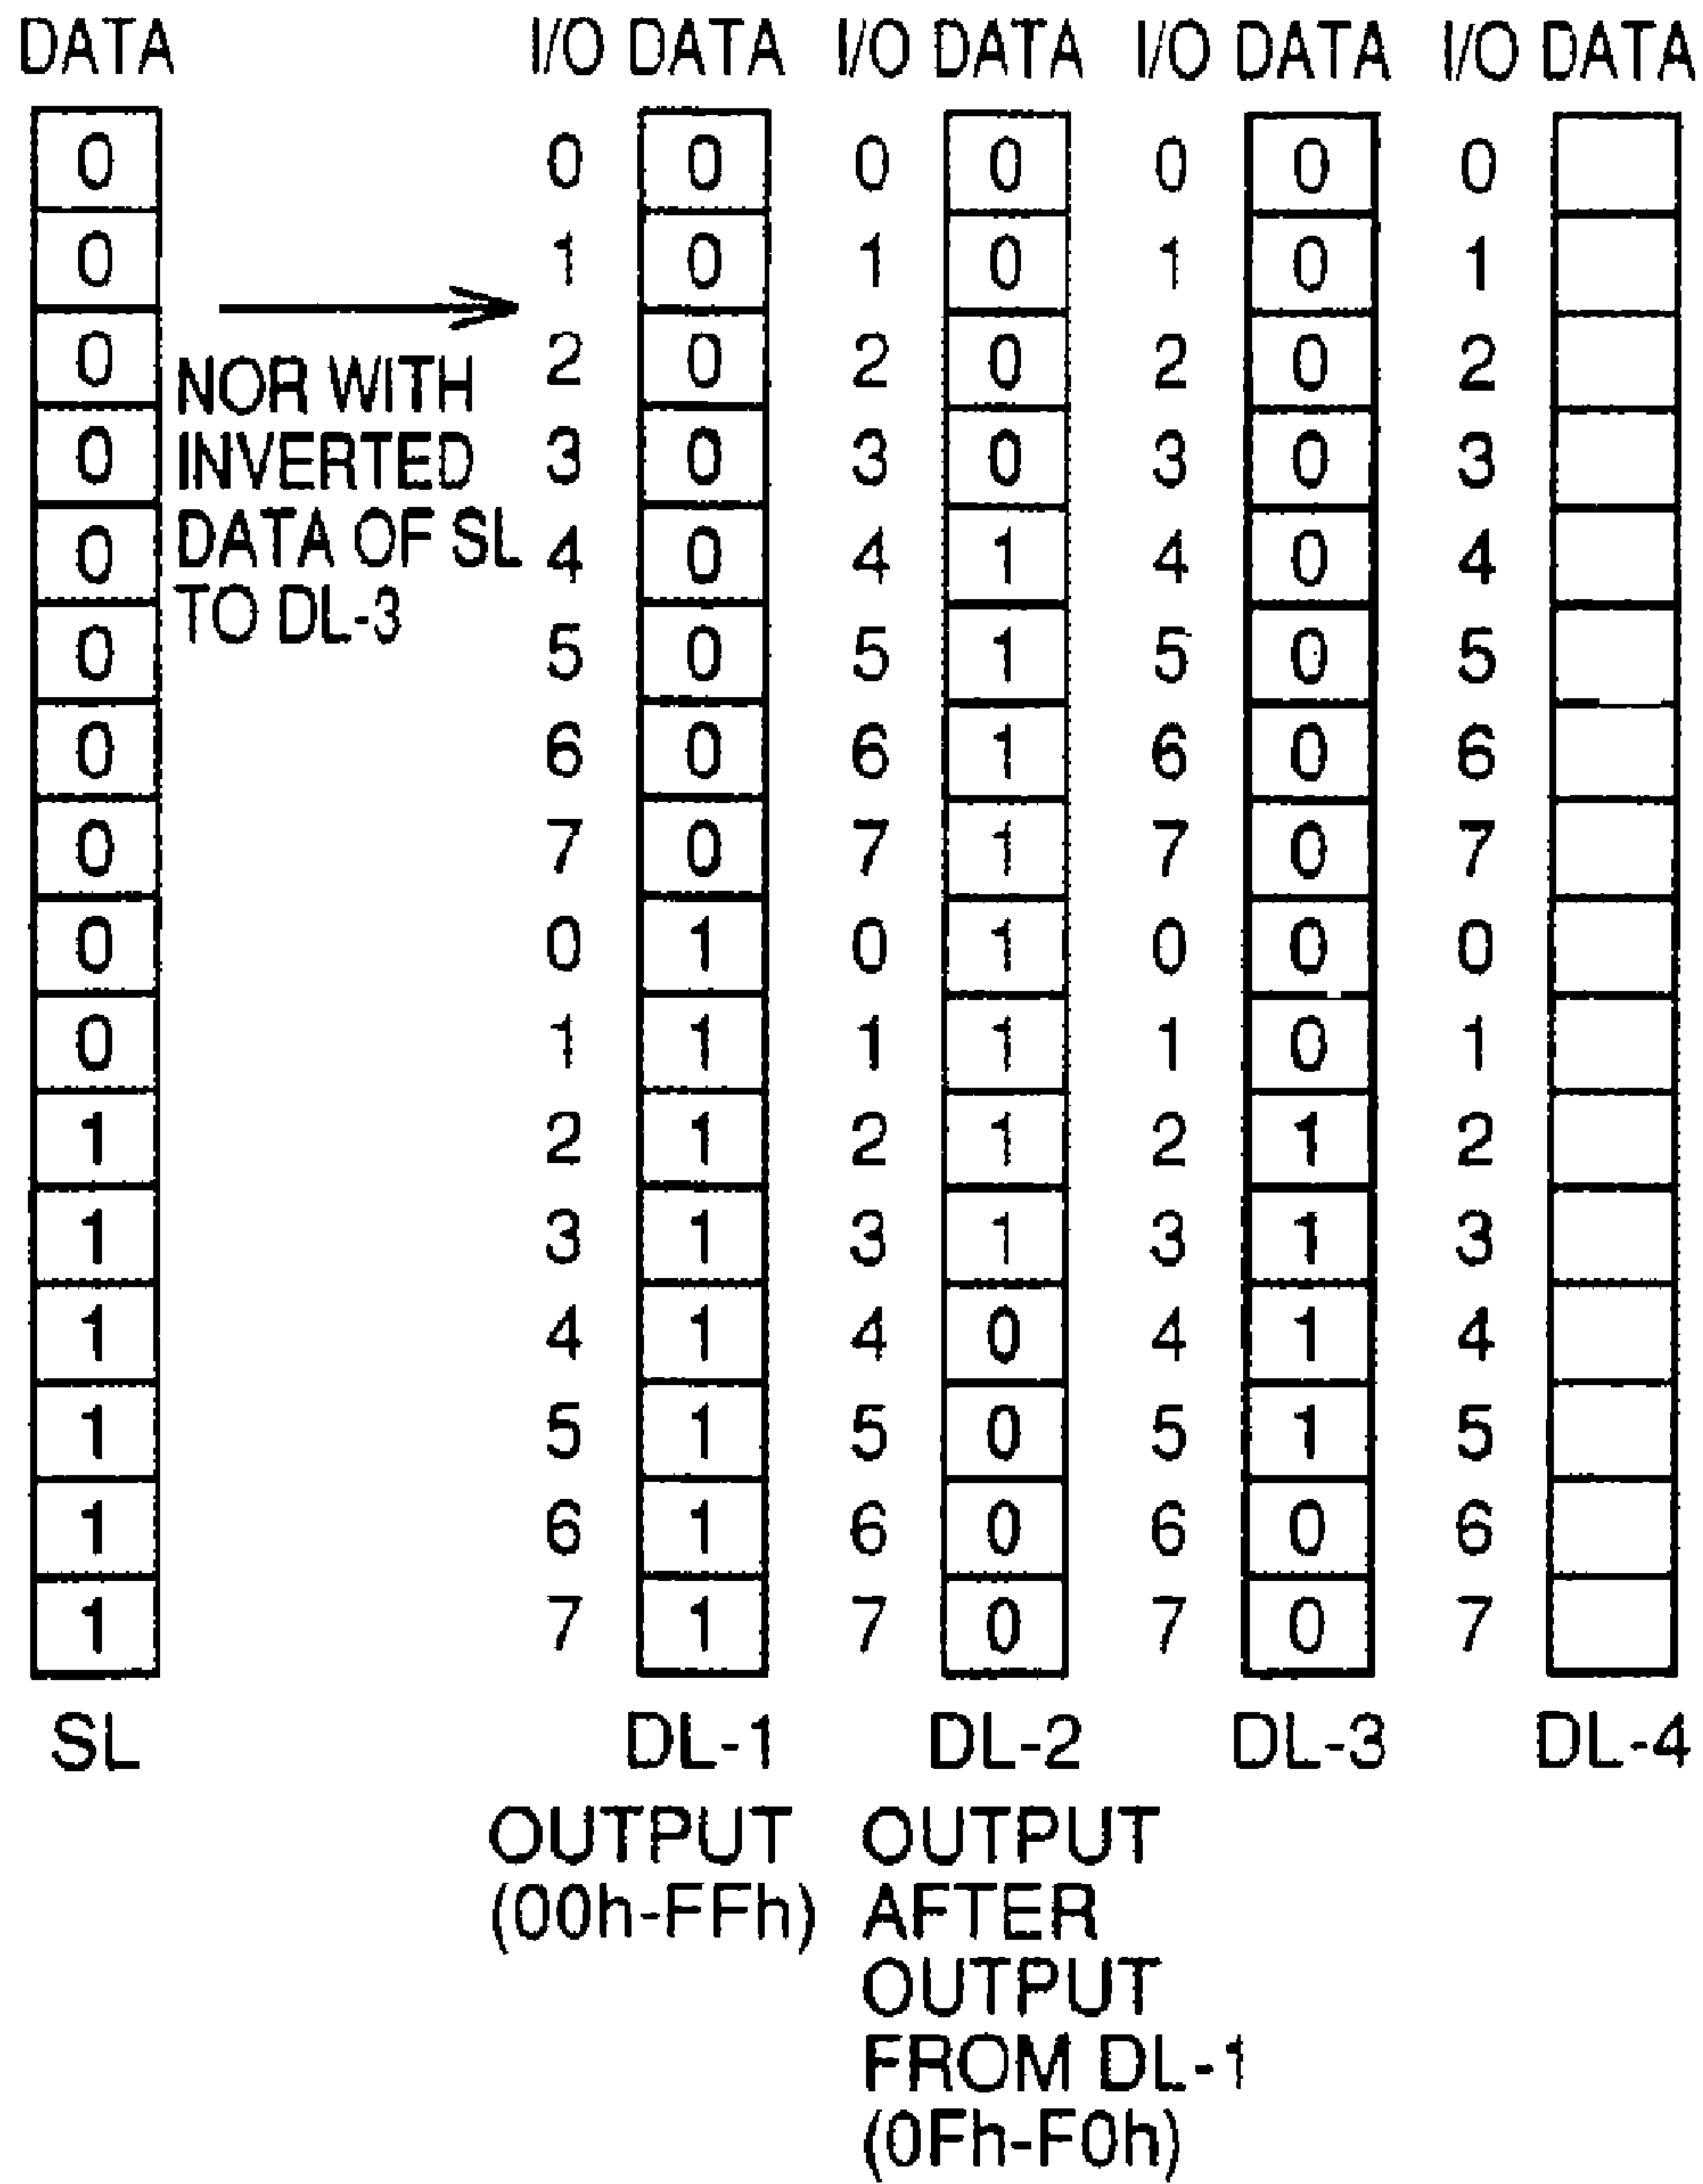 DATA I/O DATA I/O DATA I/O DATA I/O DATA
0 0 0 0 0 0 0 0
0 1 0 1 0 1 0 1
0 2 0 2 0 2 0 2
0 3 0 3 0 3 0 3
0 4 0 4 1 4 0 4
0 5 0 5 1 5 0 5
0 6 0 6 1 6 0 6
0 7 0 7 1 7 0 7
0 0 1 0 1 0 0 0
0 1 1 1 1 1 0 1
1 2 1 2 1 2 1 2
1 3 1 3 1 3 1 3
1 4 1 4 0 4 1 4
1 5 1 5 0 5 1 5
1 6 1 6 0 6 0 6
1 7 1 7 0 7 0 7
NOR WITH
INVERTED
DATA OF SL
TO DL-3
SL DL-1 DL-2 DL-3 DL-4
OUTPUT
(00h-FFh)
OUTPUT
AFTER
OUTPUT
FROM DL-1
(0Fh-F0h)